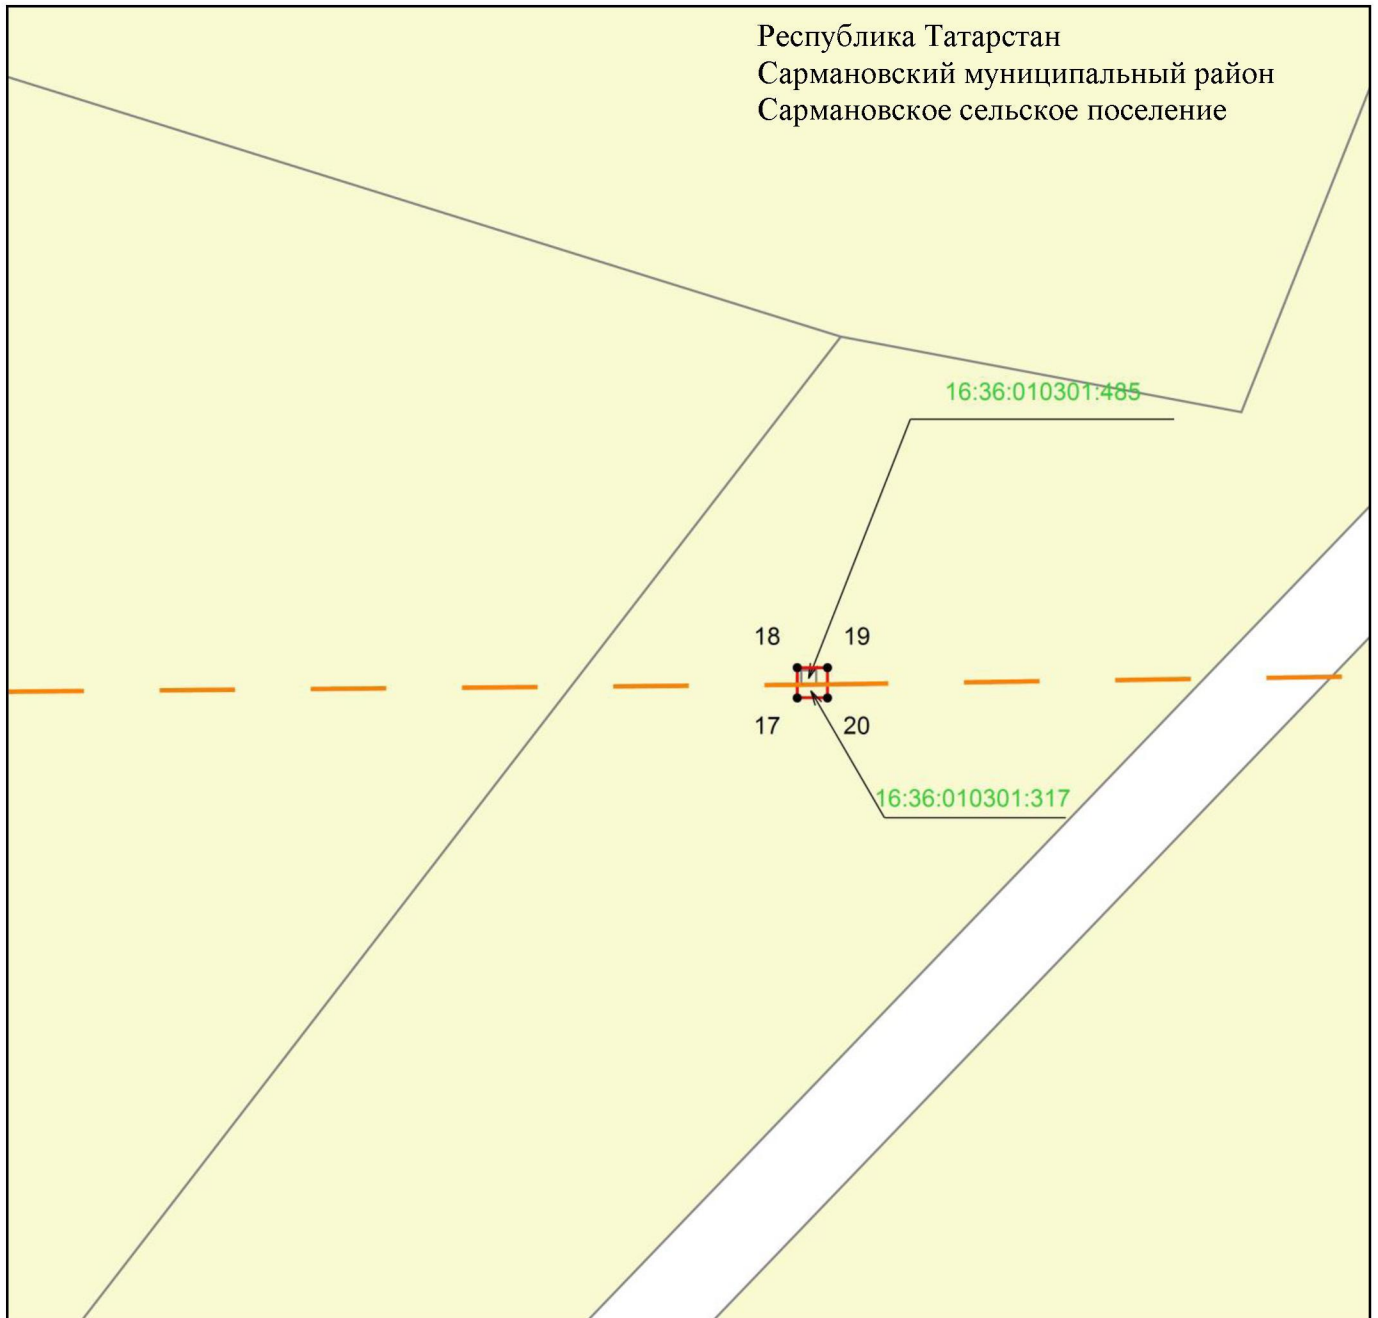 Республика Татарстан
Сармановский муниципальный район
Сармановское сельское поселение
16:36:010301:485
18 19
17 20
16:36:010301:317